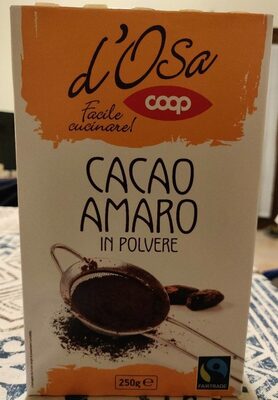 d'Osa
coop
Facile
cucinare!
CACAO
AMARO
IN POLVERE
250g e
FAIRTRADE